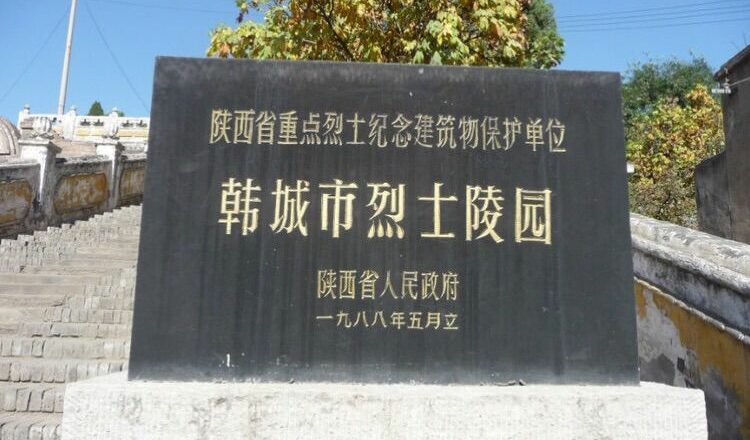 陕西省重点烈士纪念建筑物保护单位
韩城市烈士陵园
陕西省人民政府
一九八八年五月立